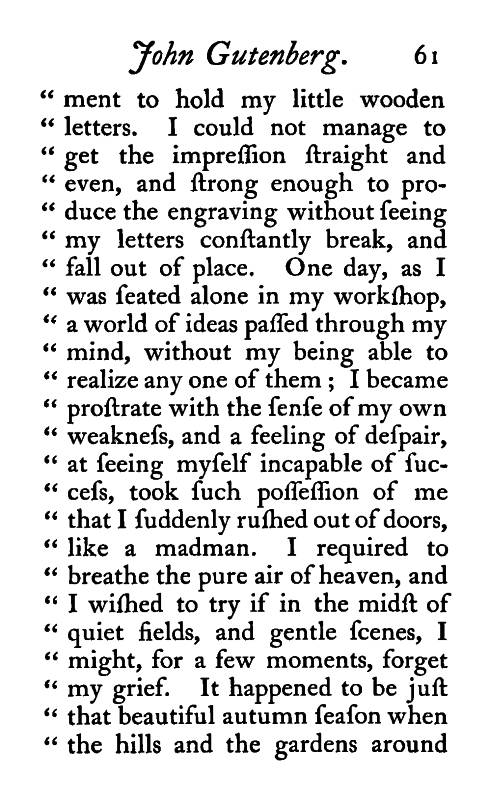 John Gutenberg. 61
“ ment to hold my little wooden
“ letters. I could not manage to
“ get the impreſſion ſtraight and
“ even, and ſtrong enough to pro-
“ duce the engraving without ſeeing
“ my letters conſtantly break, and
“ fall out of place. One day, as I
“ was ſeated alone in my workſhop,
“ a world of ideas paſſed through my
“ mind, without my being able to
“ realize any one of them ; I became
“ proſtrate with the ſenſe of my own
“ weakneſs, and a feeling of deſpair,
“ at ſeeing myſelf incapable of ſuc-
“ ceſs, took ſuch poſſeſſion of me
“ that I ſuddenly ruſhed out of doors,
“ like a madman. I required to
“ breathe the pure air of heaven, and
“ I wiſhed to try if in the midſt of
“ quiet fields, and gentle ſcenes, I
“ might, for a few moments, forget
“ my grief. It happened to be juſt
“ that beautiful autumn ſeaſon when
“ the hills and the gardens around